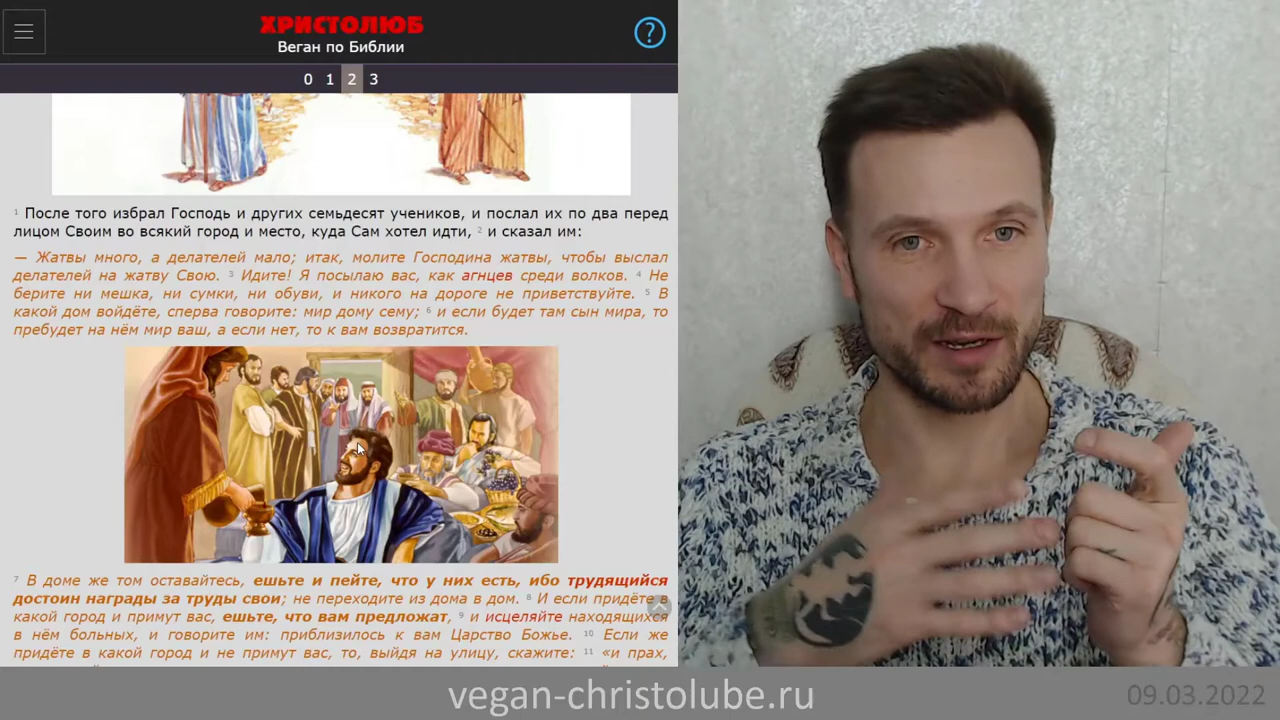 ХРИСТОЛЮБ
Веган по Библии
?
0 1 2 3
1 После того избрал Господь и других семьдесят учеников, и послал их по два перед
лицом Своим во всякий город и место, куда Сам хотел идти, 2 и сказал им:
— Жатвы много, а делателей мало; итак, молите Господина жатвы, чтобы выслал
делателей на жатву Свою. 3 Идите! Я посылаю вас, как агнцев среди волков. 4 Не
берите ни мешка, ни сумки, ни обуви, и никого на дороге не приветствуйте. 5 В
какой дом войдёте, сперва говорите: мир дому сему; 6 и если будет там сын мира, то
пребудет на нём мир ваш, а если нет, то к вам возвратится.
7 В доме же том оставайтесь, ешьте и пейте, что у них есть, ибо трудящийся
достоин награды за труды свои; не переходите из дома в дом. 8 И если придёте в
какой город и примут вас, ешьте, что вам предложат, 9 и исцеляйте находящихся
в нём больных, и говорите им: приблизилось к вам Царство Божье. 10 Если же
придёте в какой город и не примут вас, то, выйдя на улицу, скажите: 11 «и прах,
vegan-christolube.ru
09.03.2022